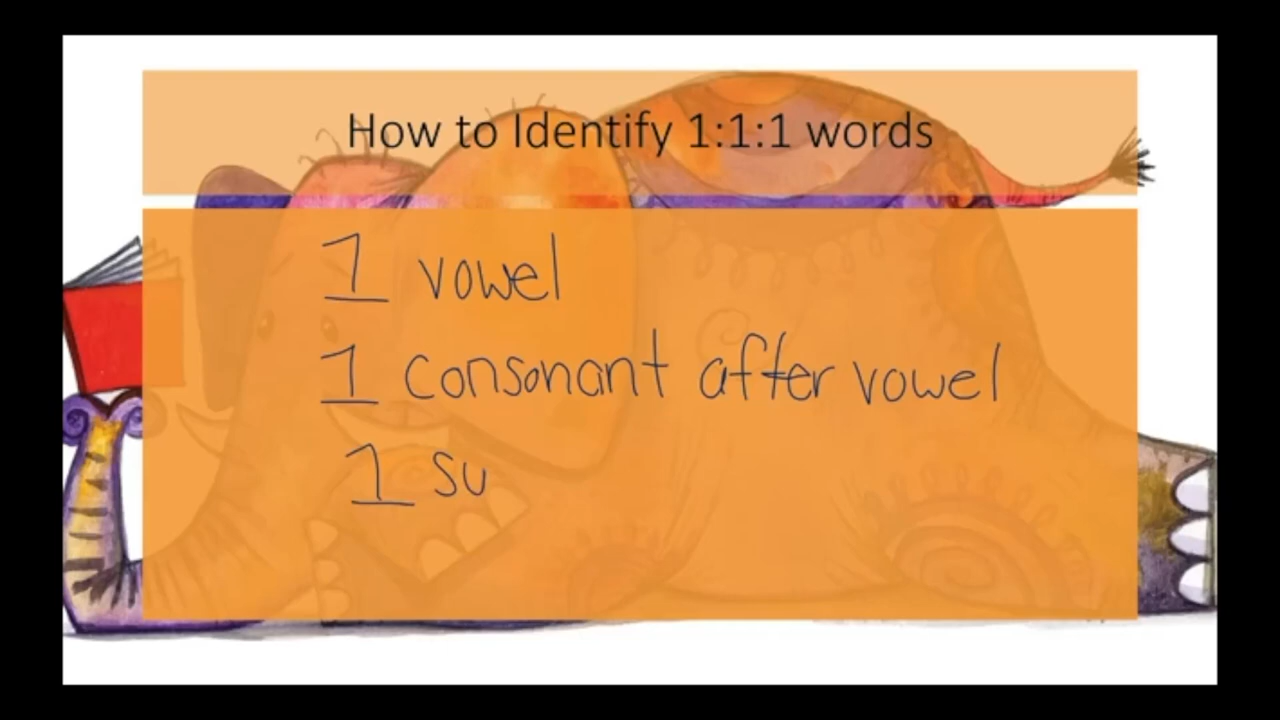 How to Identify 1:1:1 words
1 vowel
1 consonant after vowel
1 su